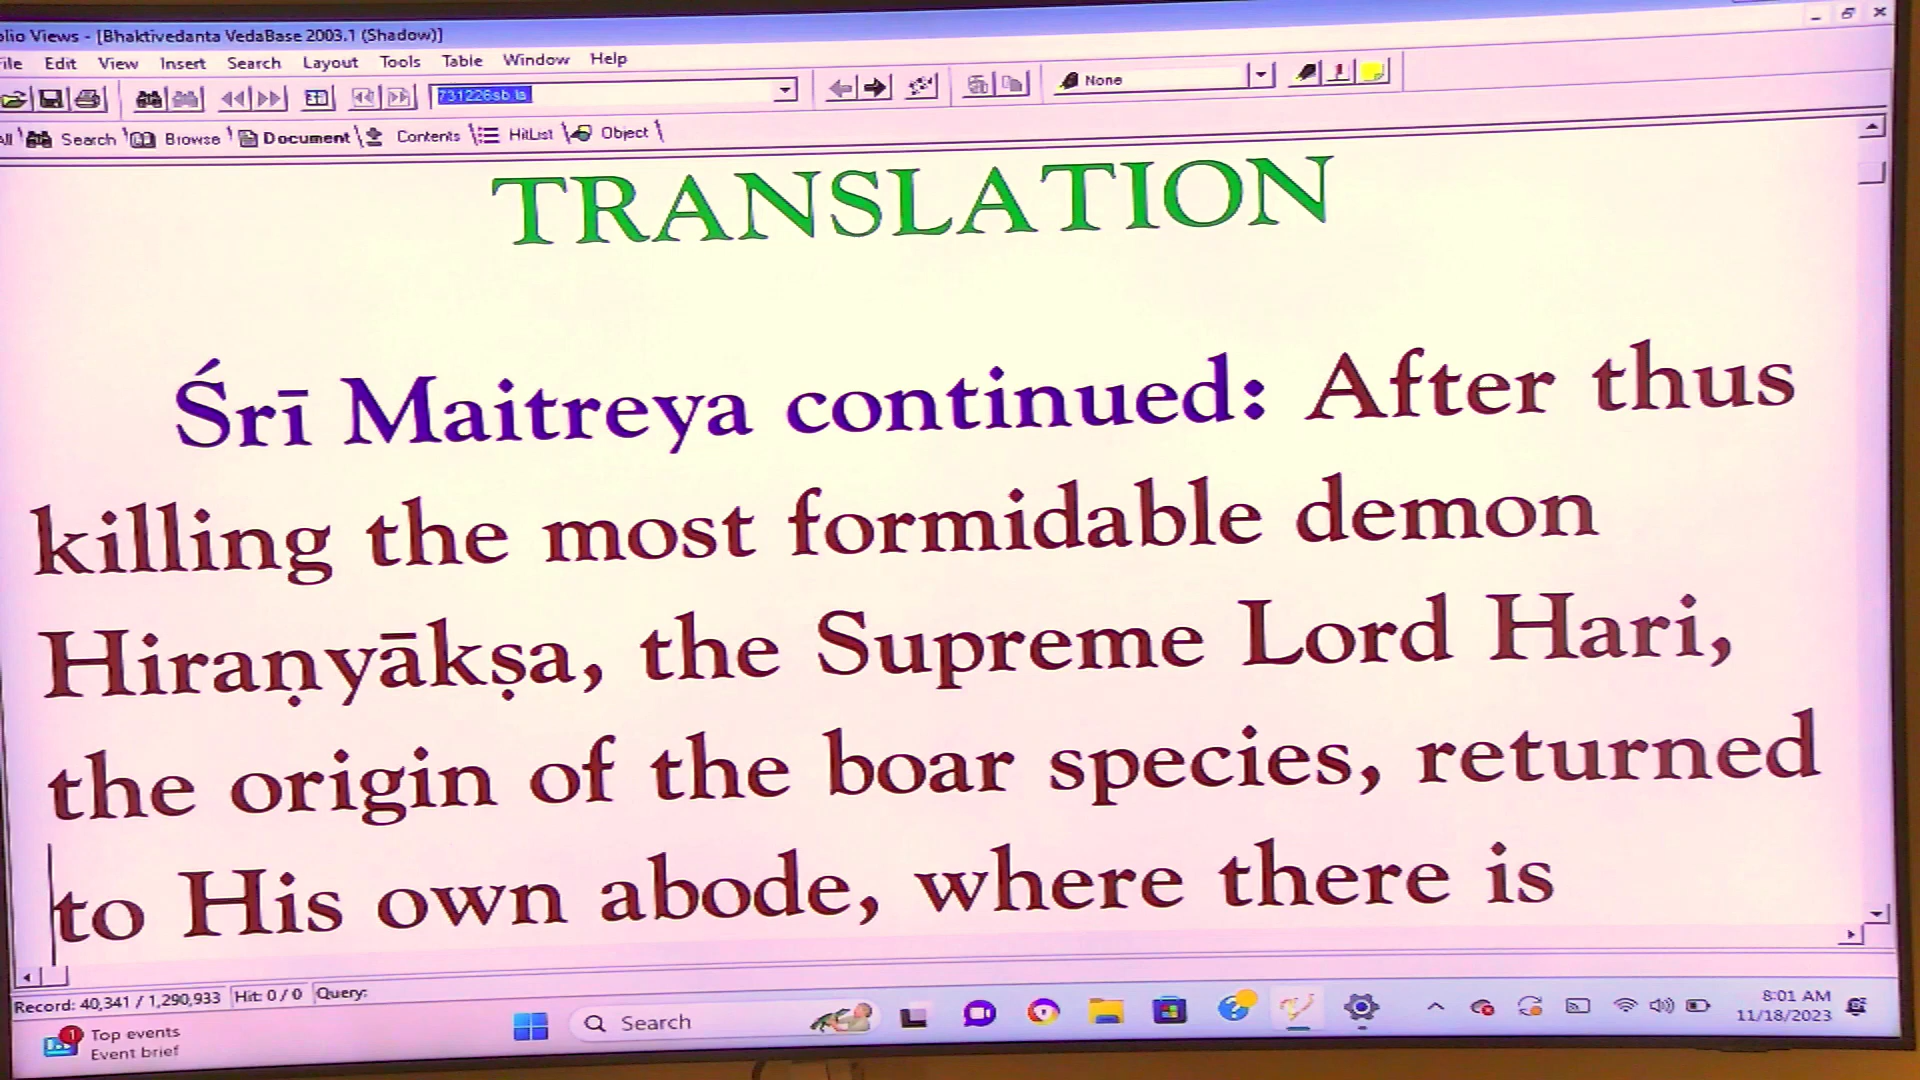 olio Views - [Bhaktivedanta VedaBase 2003.1 (Shadow)]
File Edit View Insert Search Layout Tools Table Window Help
731226sb.la None
All Search Browse Document Contents HitList Object
TRANSLATION
Śrī Maitreya continued: After thus
killing the most formidable demon
Hiraṇyākṣa, the Supreme Lord Hari,
the origin of the boar species, returned
to His own abode, where there is
Record: 40,341 / 1,290,933 Hit: 0 / 0 Query:
1 Top events
Event brief
Search
8:01 AM
11/18/2023